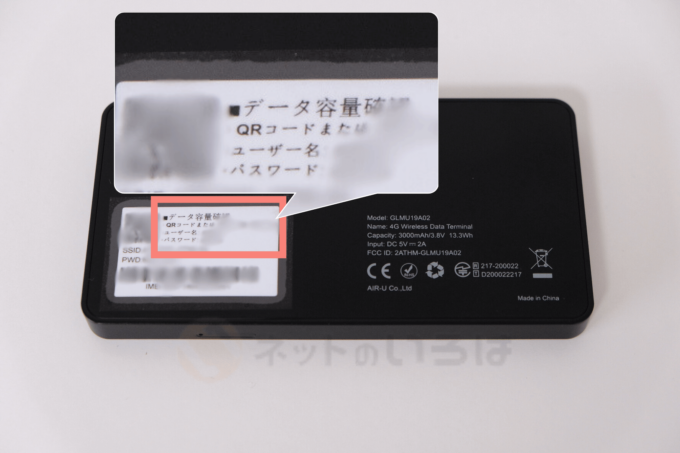 ■データ容量確認
QRコードまた
ユーザー名
パスワード
■データ容量確
QRコードまた
ユーザー名
パスワード
SSID
PWD
IME
Model: GLMU19A02
Name: 4G Wireless Data Terminal
Capacity: 3000mAh/3.8V 13.3Wh
Input: DC 5V⎓2A
FCC ID: 2ATHM-GLMU19A02
CE
R 217-200022
T D200022217
AIR-U Co.,Ltd
Made in China
ネットのいろは